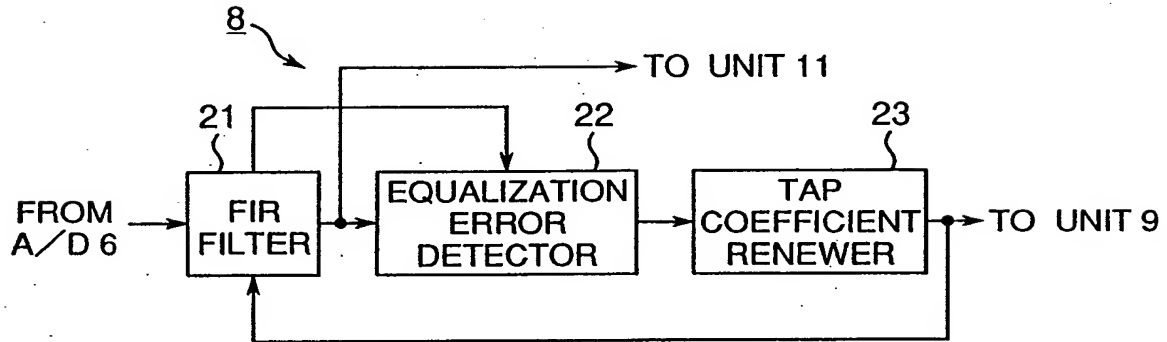 8
TO UNIT 11
21
22
23
FROM
A/D 6
FIR
FILTER
EQUALIZATION
ERROR
DETECTOR
TAP
COEFFICIENT
RENEWER
TO UNIT 9